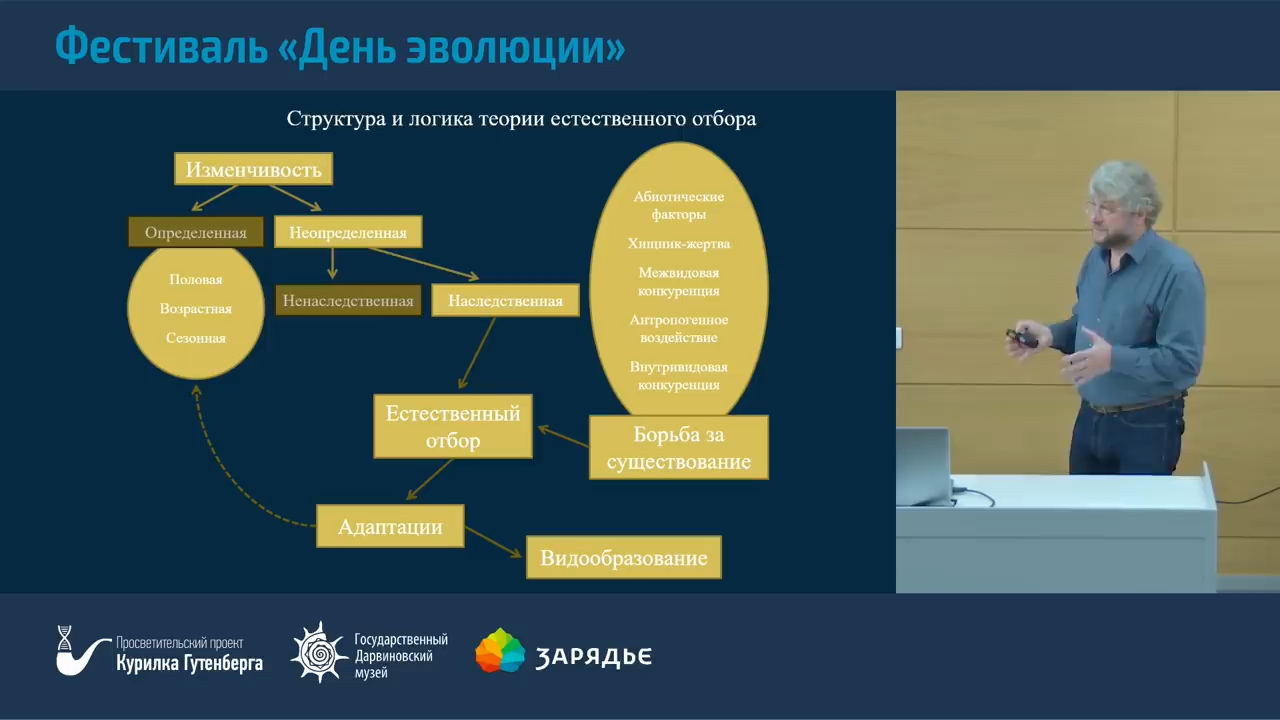 Фестиваль «День эволюции»
Структура и логика теории естественного отбора
Изменчивость
Определенная
Неопределенная
Половая
Возрастная
Сезонная
Ненаследственная
Наследственная
Абиотические
факторы
Хищник-жертва
Межвидовая
конкуренция
Антропогенное
воздействие
Внутривидовая
конкуренция
Естественный
отбор
Борьба за
существование
Адаптации
Видообразование
Просветительский проект
Курилка Гутенберга
Государственный
Дарвиновский
музей
ЗАРЯДЬЕ